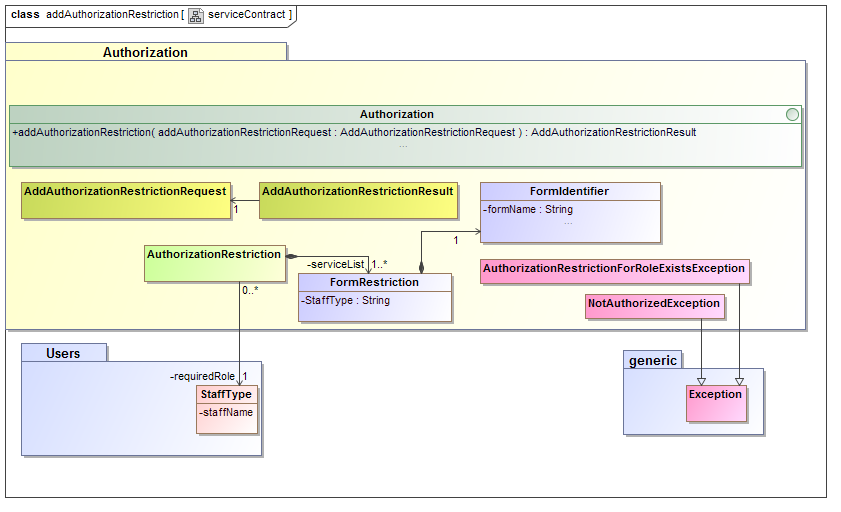 class addAuthorizationRestriction [ serviceContract ]
Authorization
Authorization
+addAuthorizationRestriction( addAuthorizationRestrictionRequest : AddAuthorizationRestrictionRequest ) : AddAuthorizationRestrictionResult
...
AddAuthorizationRestrictionRequest
1
AddAuthorizationRestrictionResult
FormIdentifier
-formName : String
...
1
AuthorizationRestriction
-serviceList
1..*
0..*
FormRestriction
-StaffType : String
AuthorizationRestrictionForRoleExistsException
NotAuthorizedException
Users
-requiredRole
1
StaffType
-staffName
generic
Exception